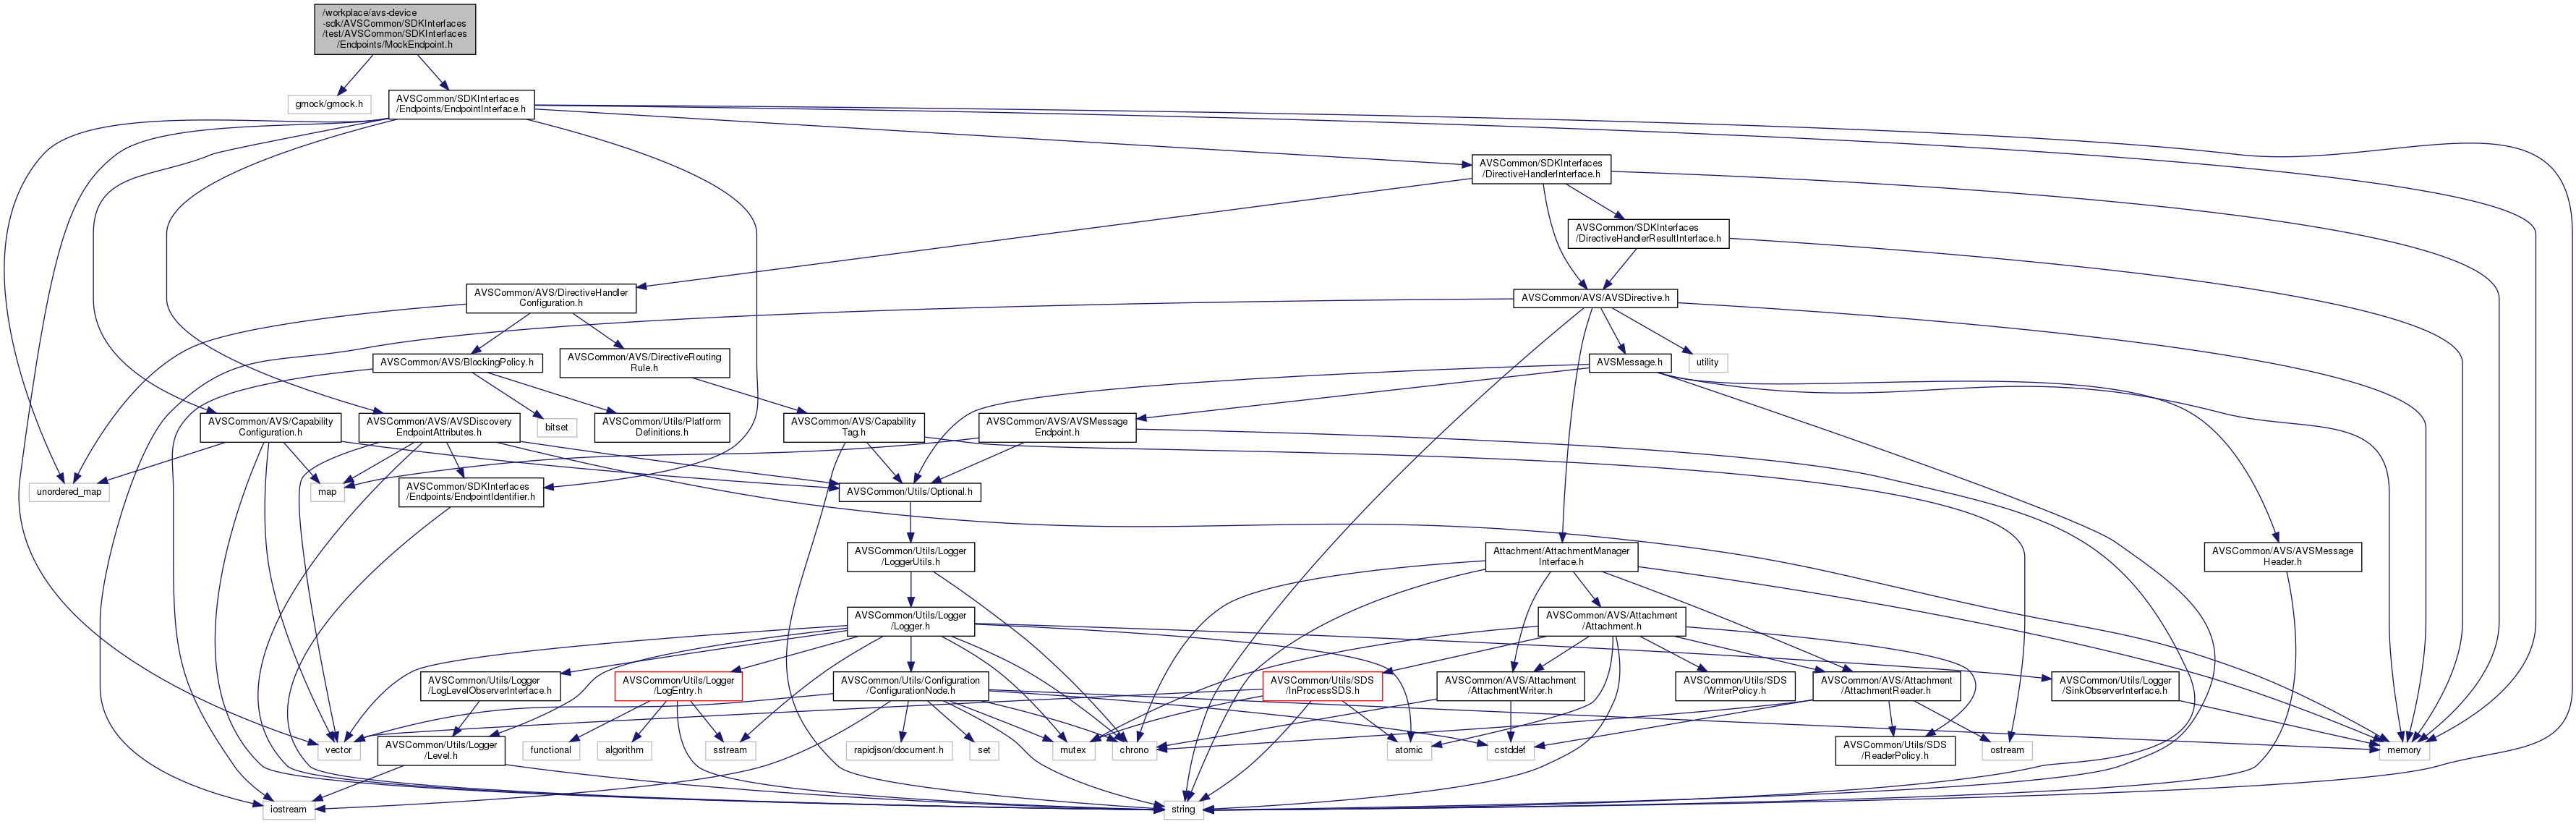 /workplace/avs-device
-sdk/AVSCommon/SDKInterfaces
/test/AVSCommon/SDKInterfaces
/Endpoints/MockEndpoint.h
gmock/gmock.h
AVSCommon/SDKInterfaces
/Endpoints/EndpointInterface.h
AVSCommon/SDKInterfaces
/DirectiveHandlerInterface.h
AVSCommon/SDKInterfaces
/DirectiveHandlerResultInterface.h
AVSCommon/AVS/DirectiveHandler
Configuration.h
AVSCommon/AVS/AVSDirective.h
AVSCommon/AVS/BlockingPolicy.h
AVSCommon/AVS/DirectiveRouting
Rule.h
AVSMessage.h
utility
AVSCommon/AVS/Capability
Configuration.h
AVSCommon/AVS/AVSDiscovery
EndpointAttributes.h
bitset
AVSCommon/Utils/Platform
Definitions.h
AVSCommon/AVS/Capability
Tag.h
AVSCommon/AVS/AVSMessage
Endpoint.h
unordered_map
map
AVSCommon/SDKInterfaces
/Endpoints/EndpointIdentifier.h
AVSCommon/Utils/Optional.h
AVSCommon/Utils/Logger
/LoggerUtils.h
Attachment/AttachmentManager
Interface.h
AVSCommon/AVS/AVSMessage
Header.h
AVSCommon/Utils/Logger
/Logger.h
AVSCommon/AVS/Attachment
/Attachment.h
AVSCommon/Utils/Logger
/LogLevelObserverInterface.h
AVSCommon/Utils/Logger
/LogEntry.h
AVSCommon/Utils/Configuration
/ConfigurationNode.h
AVSCommon/Utils/SDS
/InProcessSDS.h
AVSCommon/AVS/Attachment
/AttachmentWriter.h
AVSCommon/Utils/SDS
/WriterPolicy.h
AVSCommon/AVS/Attachment
/AttachmentReader.h
AVSCommon/Utils/Logger
/SinkObserverInterface.h
vector
AVSCommon/Utils/Logger
/Level.h
functional
algorithm
sstream
rapidjson/document.h
set
mutex
chrono
atomic
cstddef
AVSCommon/Utils/SDS
/ReaderPolicy.h
ostream
memory
iostream
string